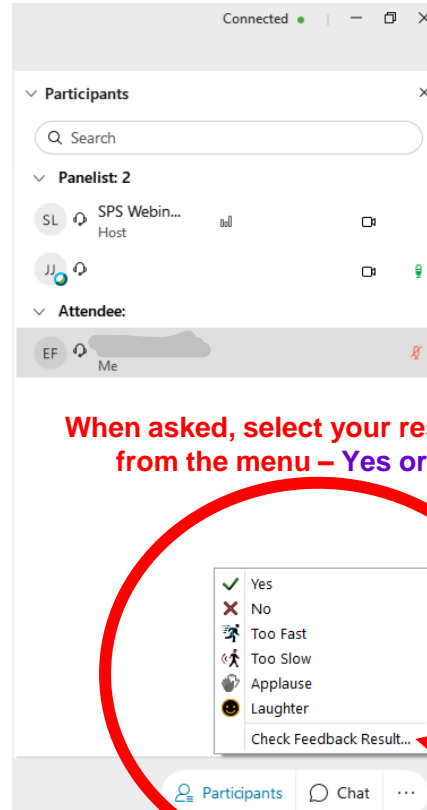 Connected
Participants
Search
Panelist: 2
SL SPS Webin...
Host
JJ
Attendee:
EF
Me
When asked, select your res
from the menu – Yes or
Yes
No
Too Fast
Too Slow
Applause
Laughter
Check Feedback Result...
Participants Chat ...